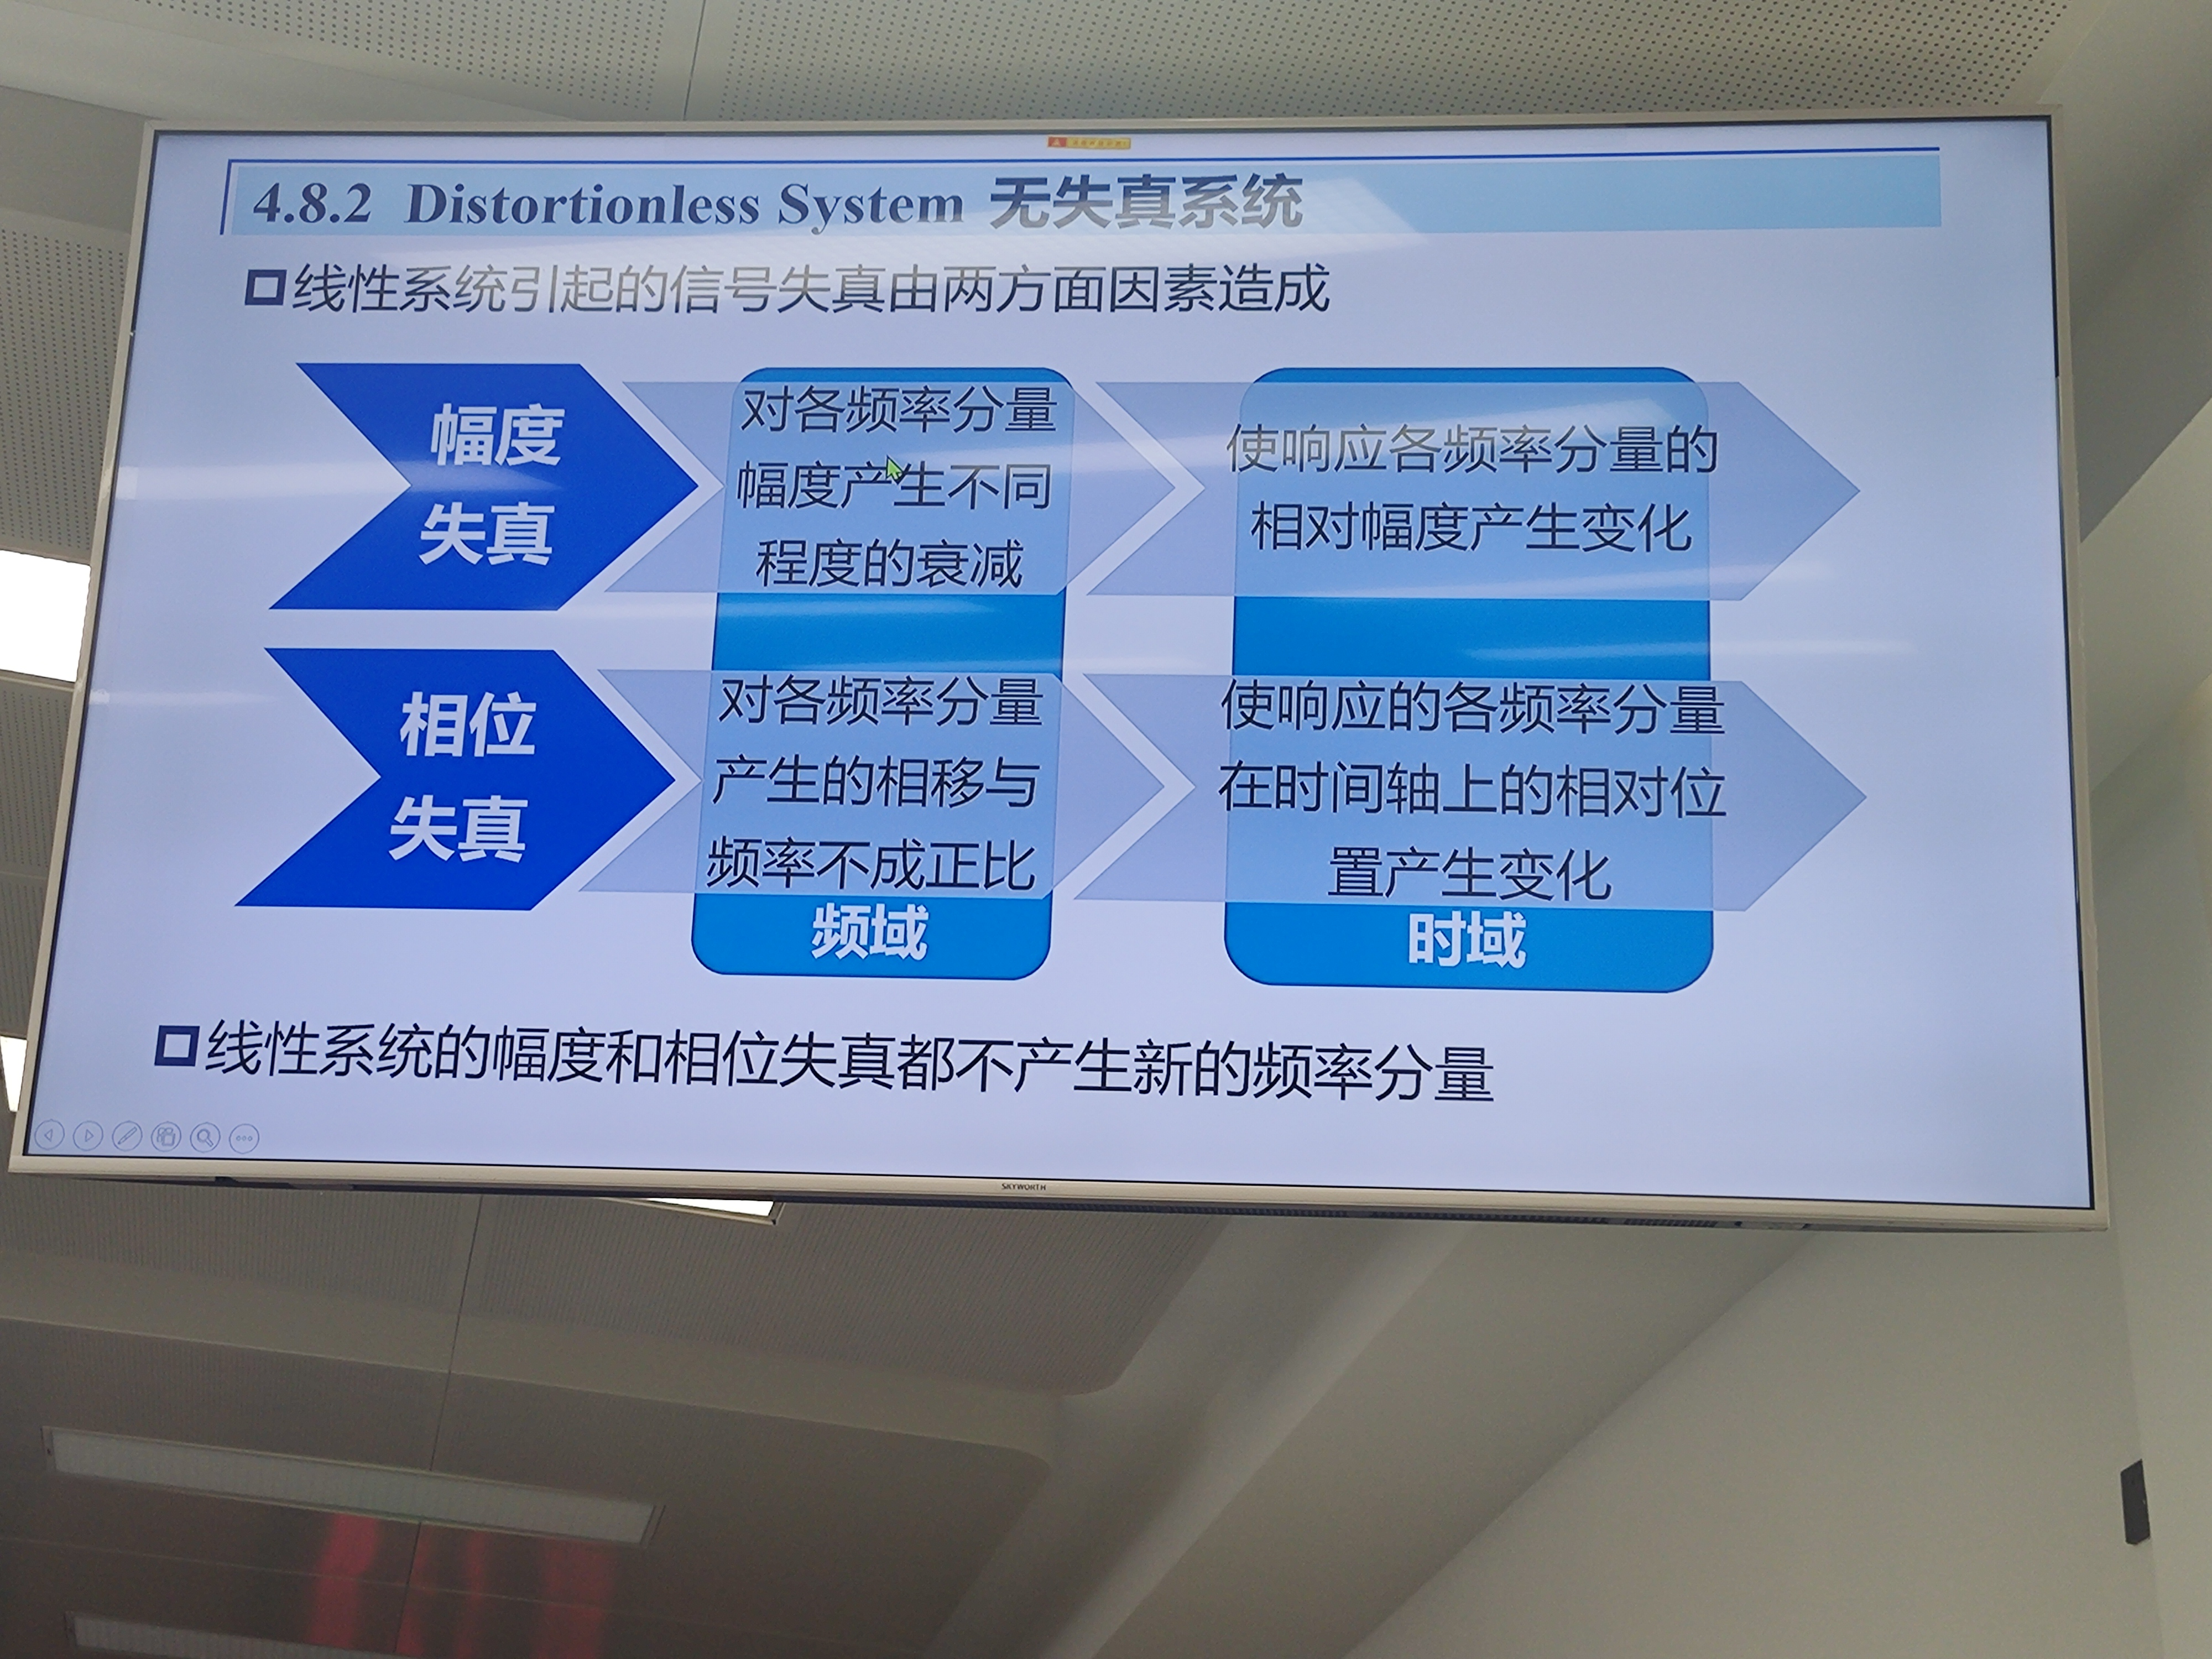 4.8.2 Distortionless System 无失真系统
线性系统引起的信号失真由两方面因素造成
幅度
失真
对各频率分量
幅度产生不同
程度的衰减
使响应各频率分量的
相对幅度产生变化
相位
失真
对各频率分量
产生的相移与
频率不成正比
使响应的各频率分量
在时间轴上的相对位
置产生变化
频域
时域
线性系统的幅度和相位失真都不产生新的频率分量
SKYWORTH